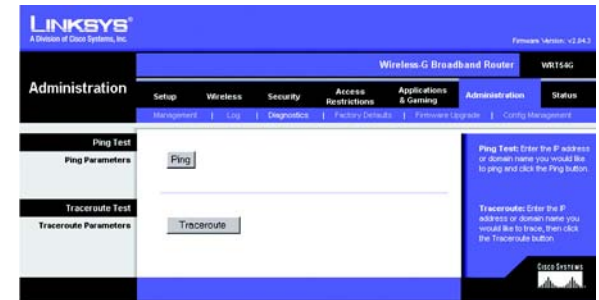 LINKSYS®
A Division of Cisco Systems, Inc.
Firmware Version: v2.04.3
Wireless-G Broadband Router WRT54G
Administration
Setup Wireless Security Access Restrictions Applications & Gaming Administration Status
Management | Log | Diagnostics | Factory Defaults | Firmware Upgrade | Config Management
Ping Test
Ping Parameters
Ping
Ping Test: Enter the IP address
or domain name you would like
to ping and click the Ping button.
Traceroute Test
Traceroute Parameters
Traceroute
Traceroute: Enter the IP
address or domain name you
would like to trace, then click
the Traceroute button
CISCO SYSTEMS